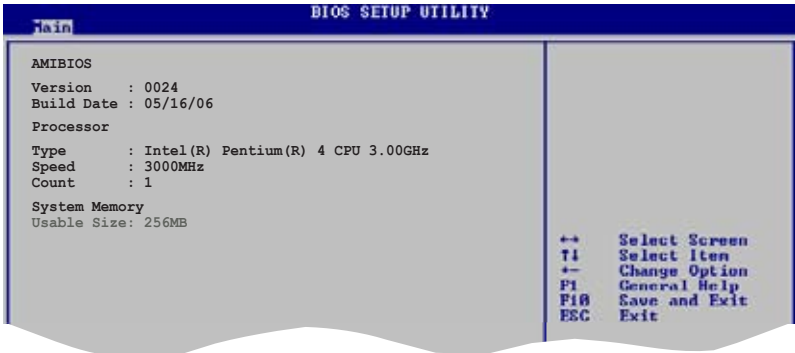 BIOS SETUP UTILITY
Main
AMIBIOS
Version : 0024
Build Date : 05/16/06
Processor
Type : Intel(R) Pentium(R) 4 CPU 3.00GHz
Speed : 3000MHz
Count : 1
System Memory
Usable Size: 256MB
←→ Select Screen
↑↓ Select Item
+- Change Option
F1 General Help
F10 Save and Exit
ESC Exit